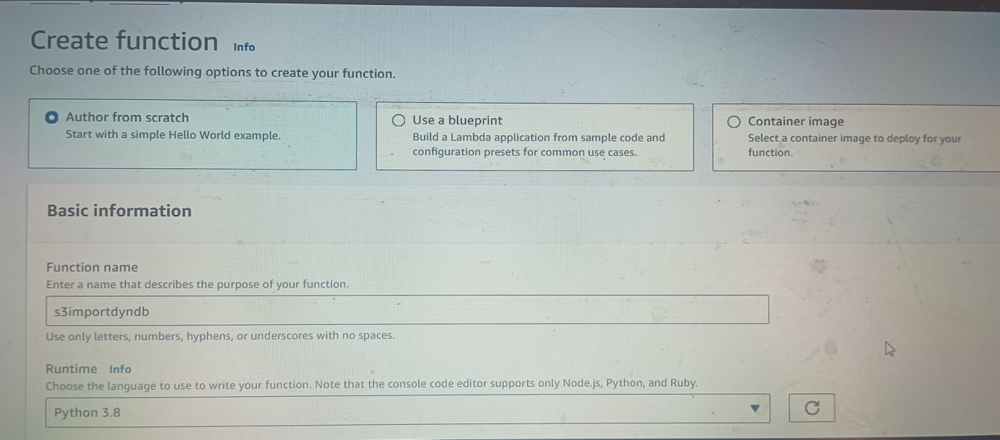 Create function Info
Choose one of the following options to create your function.
Author from scratch
Start with a simple Hello World example.
Use a blueprint
Build a Lambda application from sample code and
configuration presets for common use cases.
Container image
Select a container image to deploy for your
function.
Basic information
Function name
Enter a name that describes the purpose of your function.
s3importdyndb
Use only letters, numbers, hyphens, or underscores with no spaces.
Runtime Info
Choose the language to use to write your function. Note that the console code editor supports only Node.js, Python, and Ruby.
Python 3.8